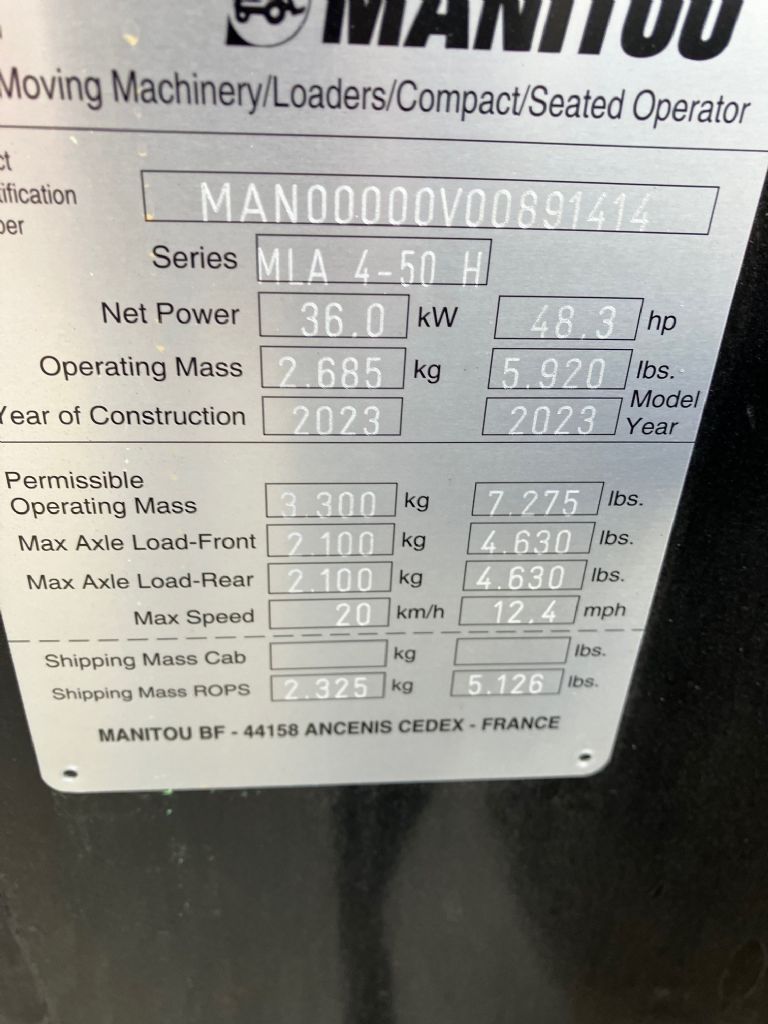 MANITOU
Moving Machinery/Loaders/Compact/Seated Operator
MAN00000V00891414
Series MLA 4-50 H
Net Power 36.0 kW 48.3 hp
Operating Mass 2.685 kg 5.920 lbs.
Year of Construction 2023 2023 Model Year
Permissible
Operating Mass 3.300 kg 7.275 lbs.
Max Axle Load-Front 2.100 kg 4.630 lbs.
Max Axle Load-Rear 2.100 kg 4.630 lbs.
Max Speed 20 km/h 12.4 mph
Shipping Mass Cab kg lbs.
Shipping Mass ROPS 2.325 kg 5.126 lbs.
MANITOU BF - 44158 ANCENIS CEDEX - FRANCE